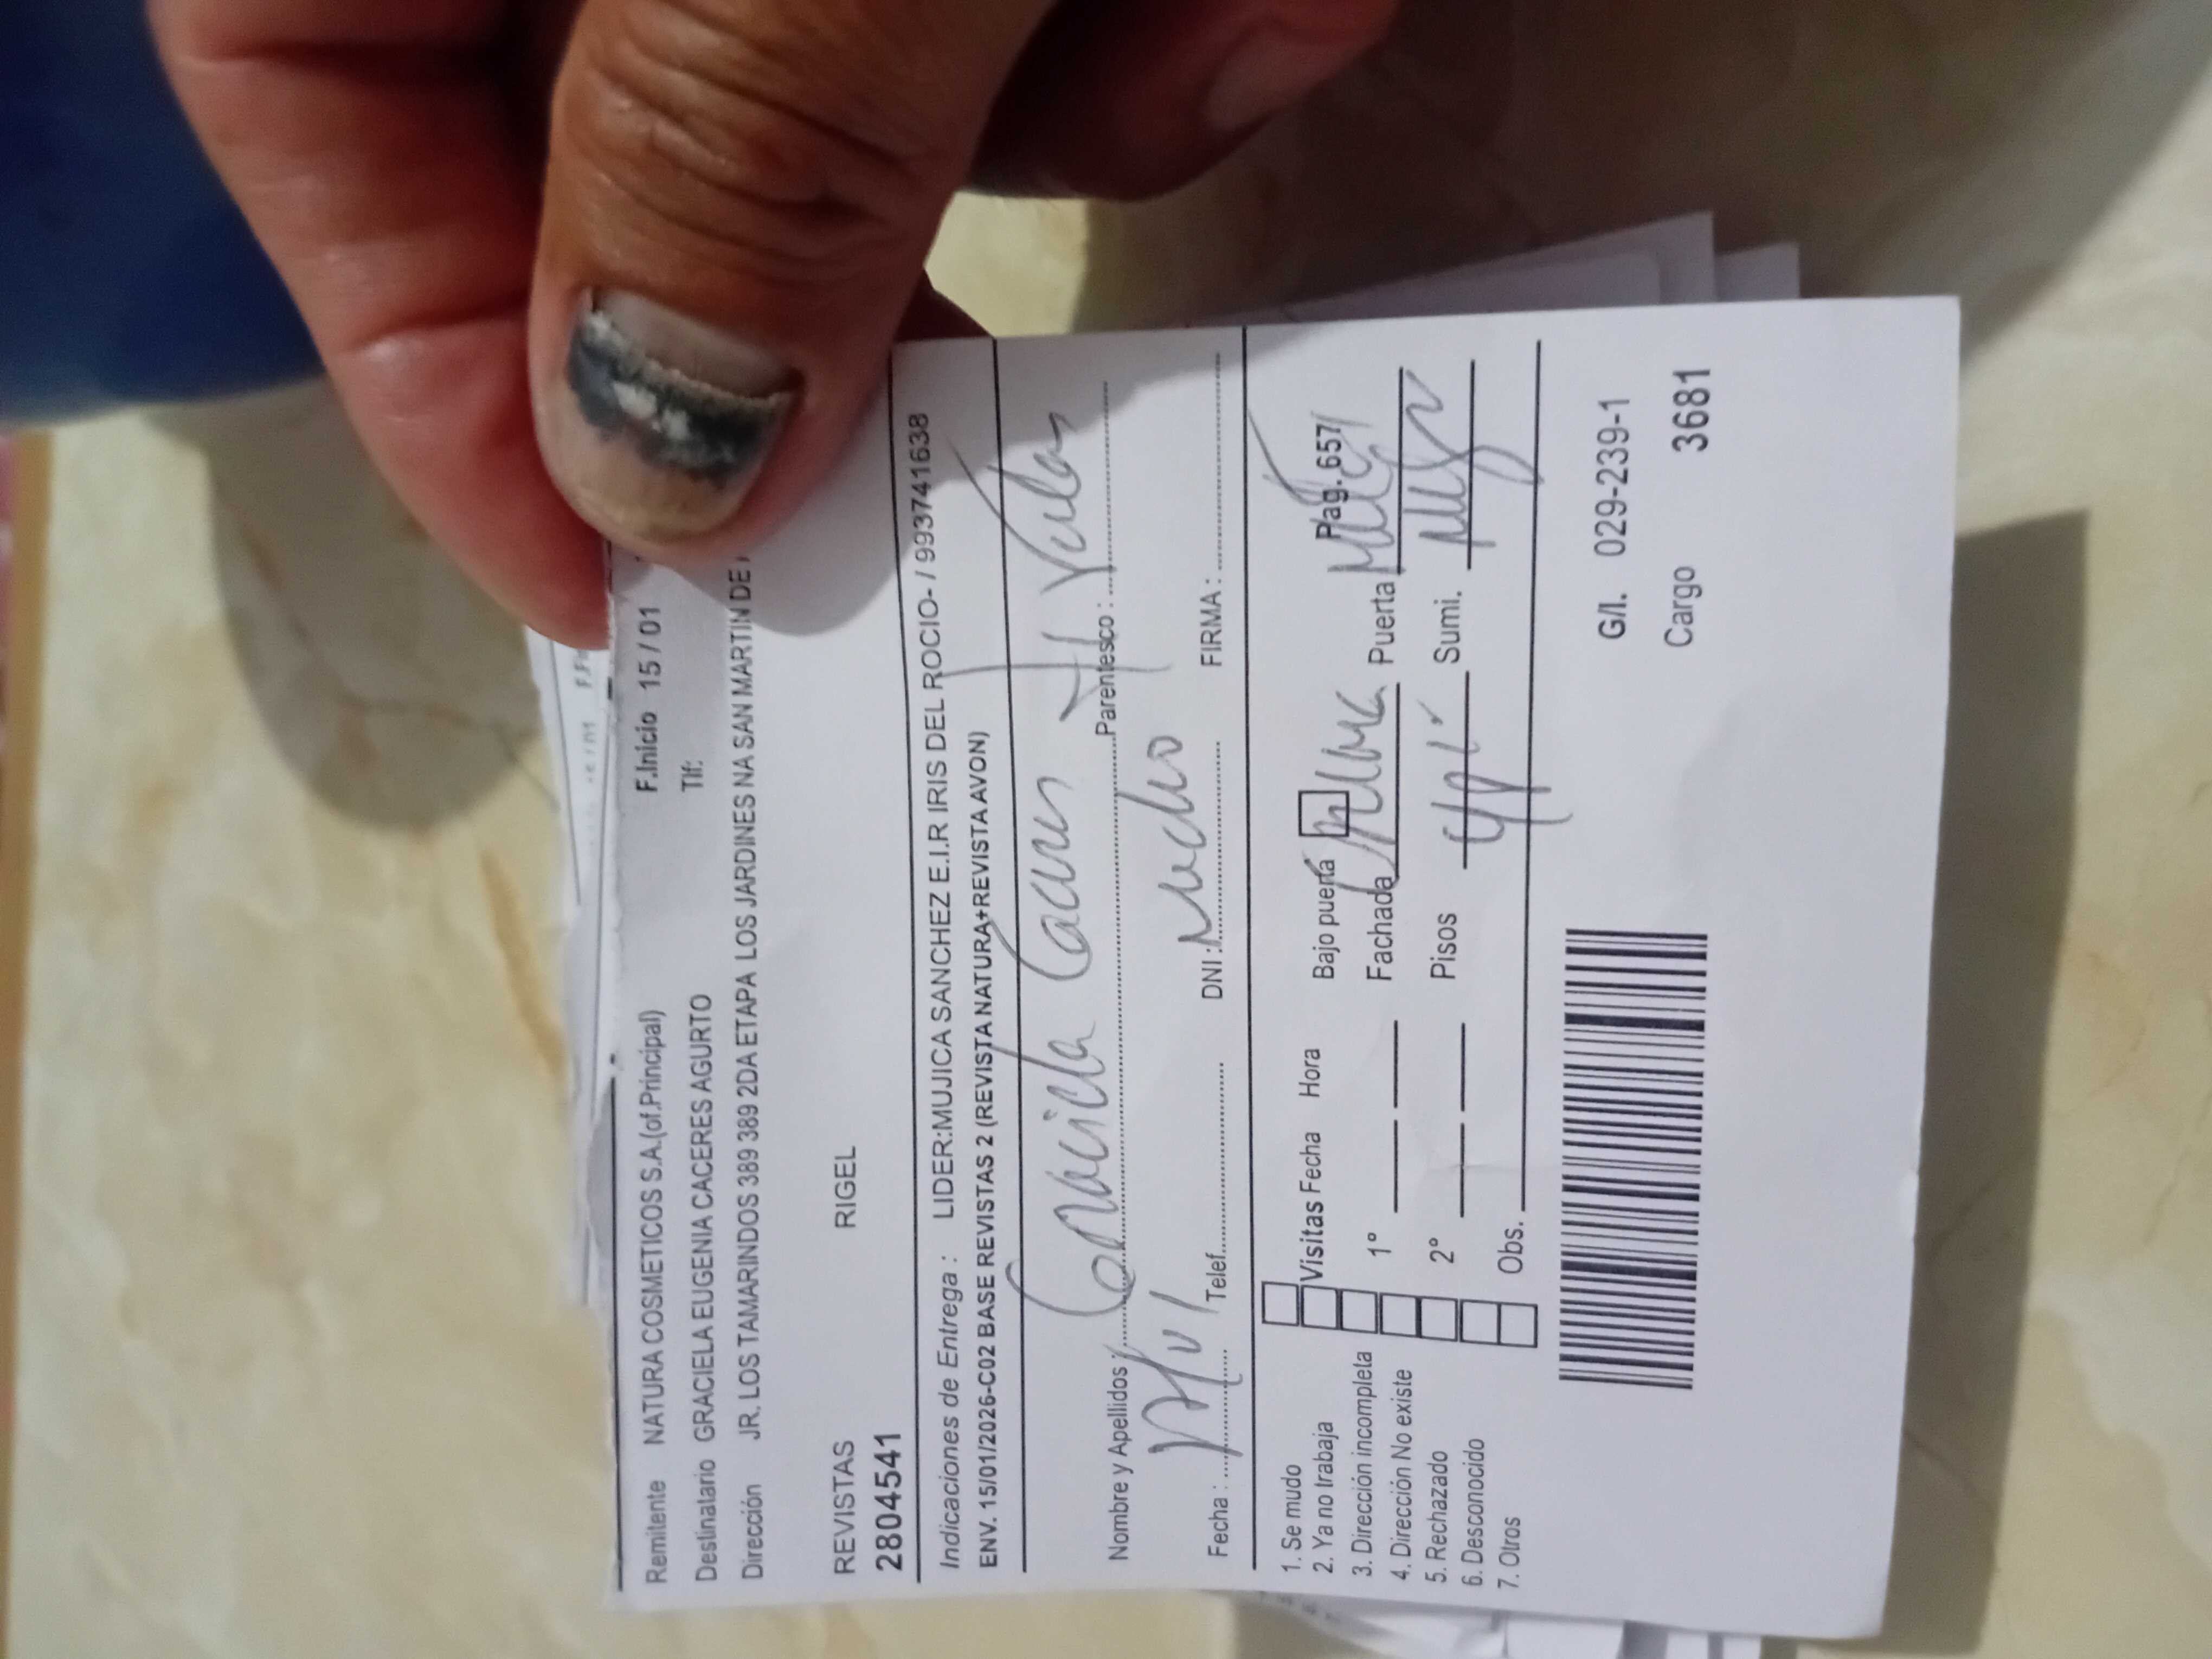 F.Inicio 15 / 01
Remitente NATURA COSMETICOS S.A.(of.Principal) Tlf:
Destinatario GRACIELA EUGENIA CACERES AGURTO
Dirección JR. LOS TAMARINDOS 389 389 389 2DA ETAPA LOS JARDINES NA SAN MARTIN DE
REVISTAS RIGEL
2804541
Indicaciones de Entrega : LIDER:MUJICA SANCHEZ E.I.R IRIS DEL ROCIO- / 993741638
ENV. 15/01/2026-C02 BASE REVISTAS 2 (REVISTA NATURA+REVISTA AVON)
Nombre y Apellidos : Parentesco :
Fecha : Telef. DNI : FIRMA :
1. Se mudo
2. Ya no trabaja
3. Dirección incompleta
4. Dirección No existe
5. Rechazado
6. Desconocido
7. Otros
Visitas Fecha Hora
1°
2°
Obs.
Bajo puerta Pag. 657
Fachada Puerta
Pisos Sumi.
G/I. 029-239-1
Cargo 3681